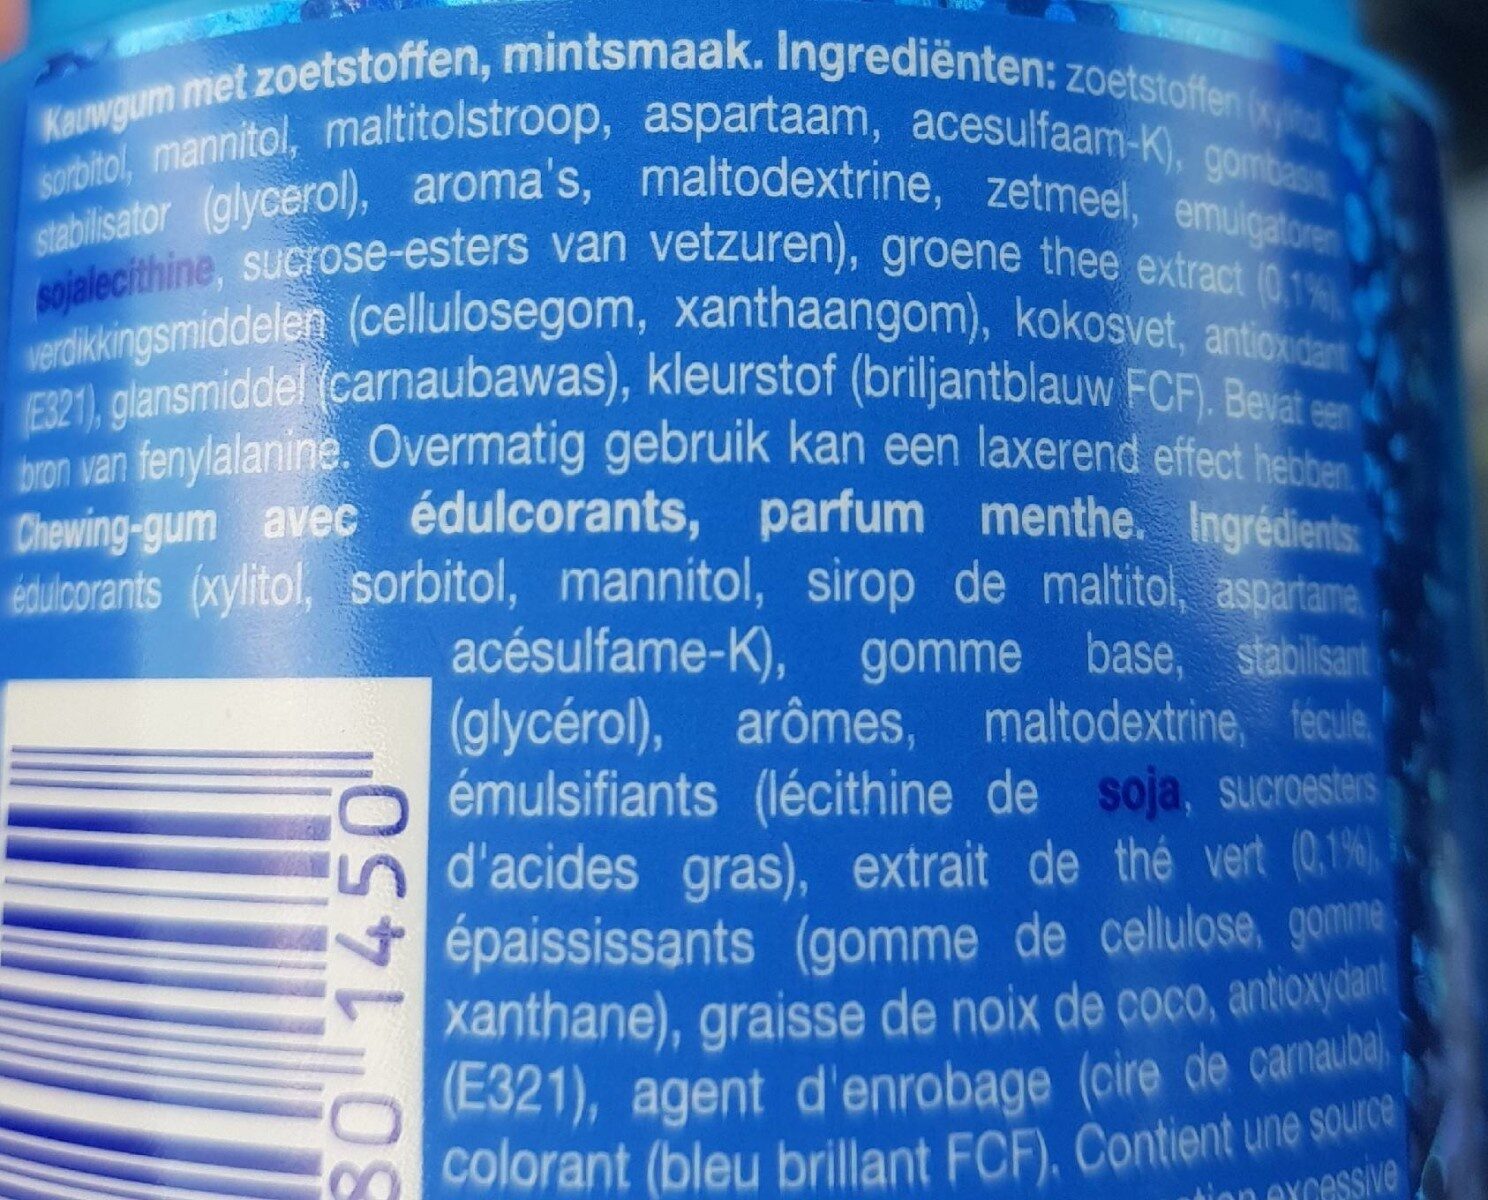 Kauwgum met zoetstoffen, mintsmaak. Ingrediënten: zoetstoffen (xylitol,
sorbitol, mannitol, maltitolstroop, aspartaam, acesulfaam-K), gombasis,
stabilisator (glycerol), aroma's, maltodextrine, zetmeel, emulgatoren
sojalecithine, sucrose-esters van vetzuren), groene thee extract (0,1%),
verdikkingsmiddelen (cellulosegom, xanthaangom), kokosvet, antioxidant
(E321), glansmiddel (carnaubawas), kleurstof (briljantblauw FCF). Bevat een
bron van fenylalanine. Overmatig gebruik kan een laxerend effect hebben.
Chewing-gum avec édulcorants, parfum menthe. Ingrédients:
édulcorants (xylitol, sorbitol, mannitol, sirop de maltitol, aspartame,
acésulfame-K), gomme base, stabilisant
(glycérol), arômes, maltodextrine, fécule,
émulsifiants (lécithine de soja, sucroesters
d'acides gras), extrait de thé vert (0,1%),
épaississants (gomme de cellulose, gomme
xanthane), graisse de noix de coco, antioxydant
(E321), agent d'enrobage (cire de carnauba),
colorant (bleu brillant FCF). Contient une source
excessive
80 1450